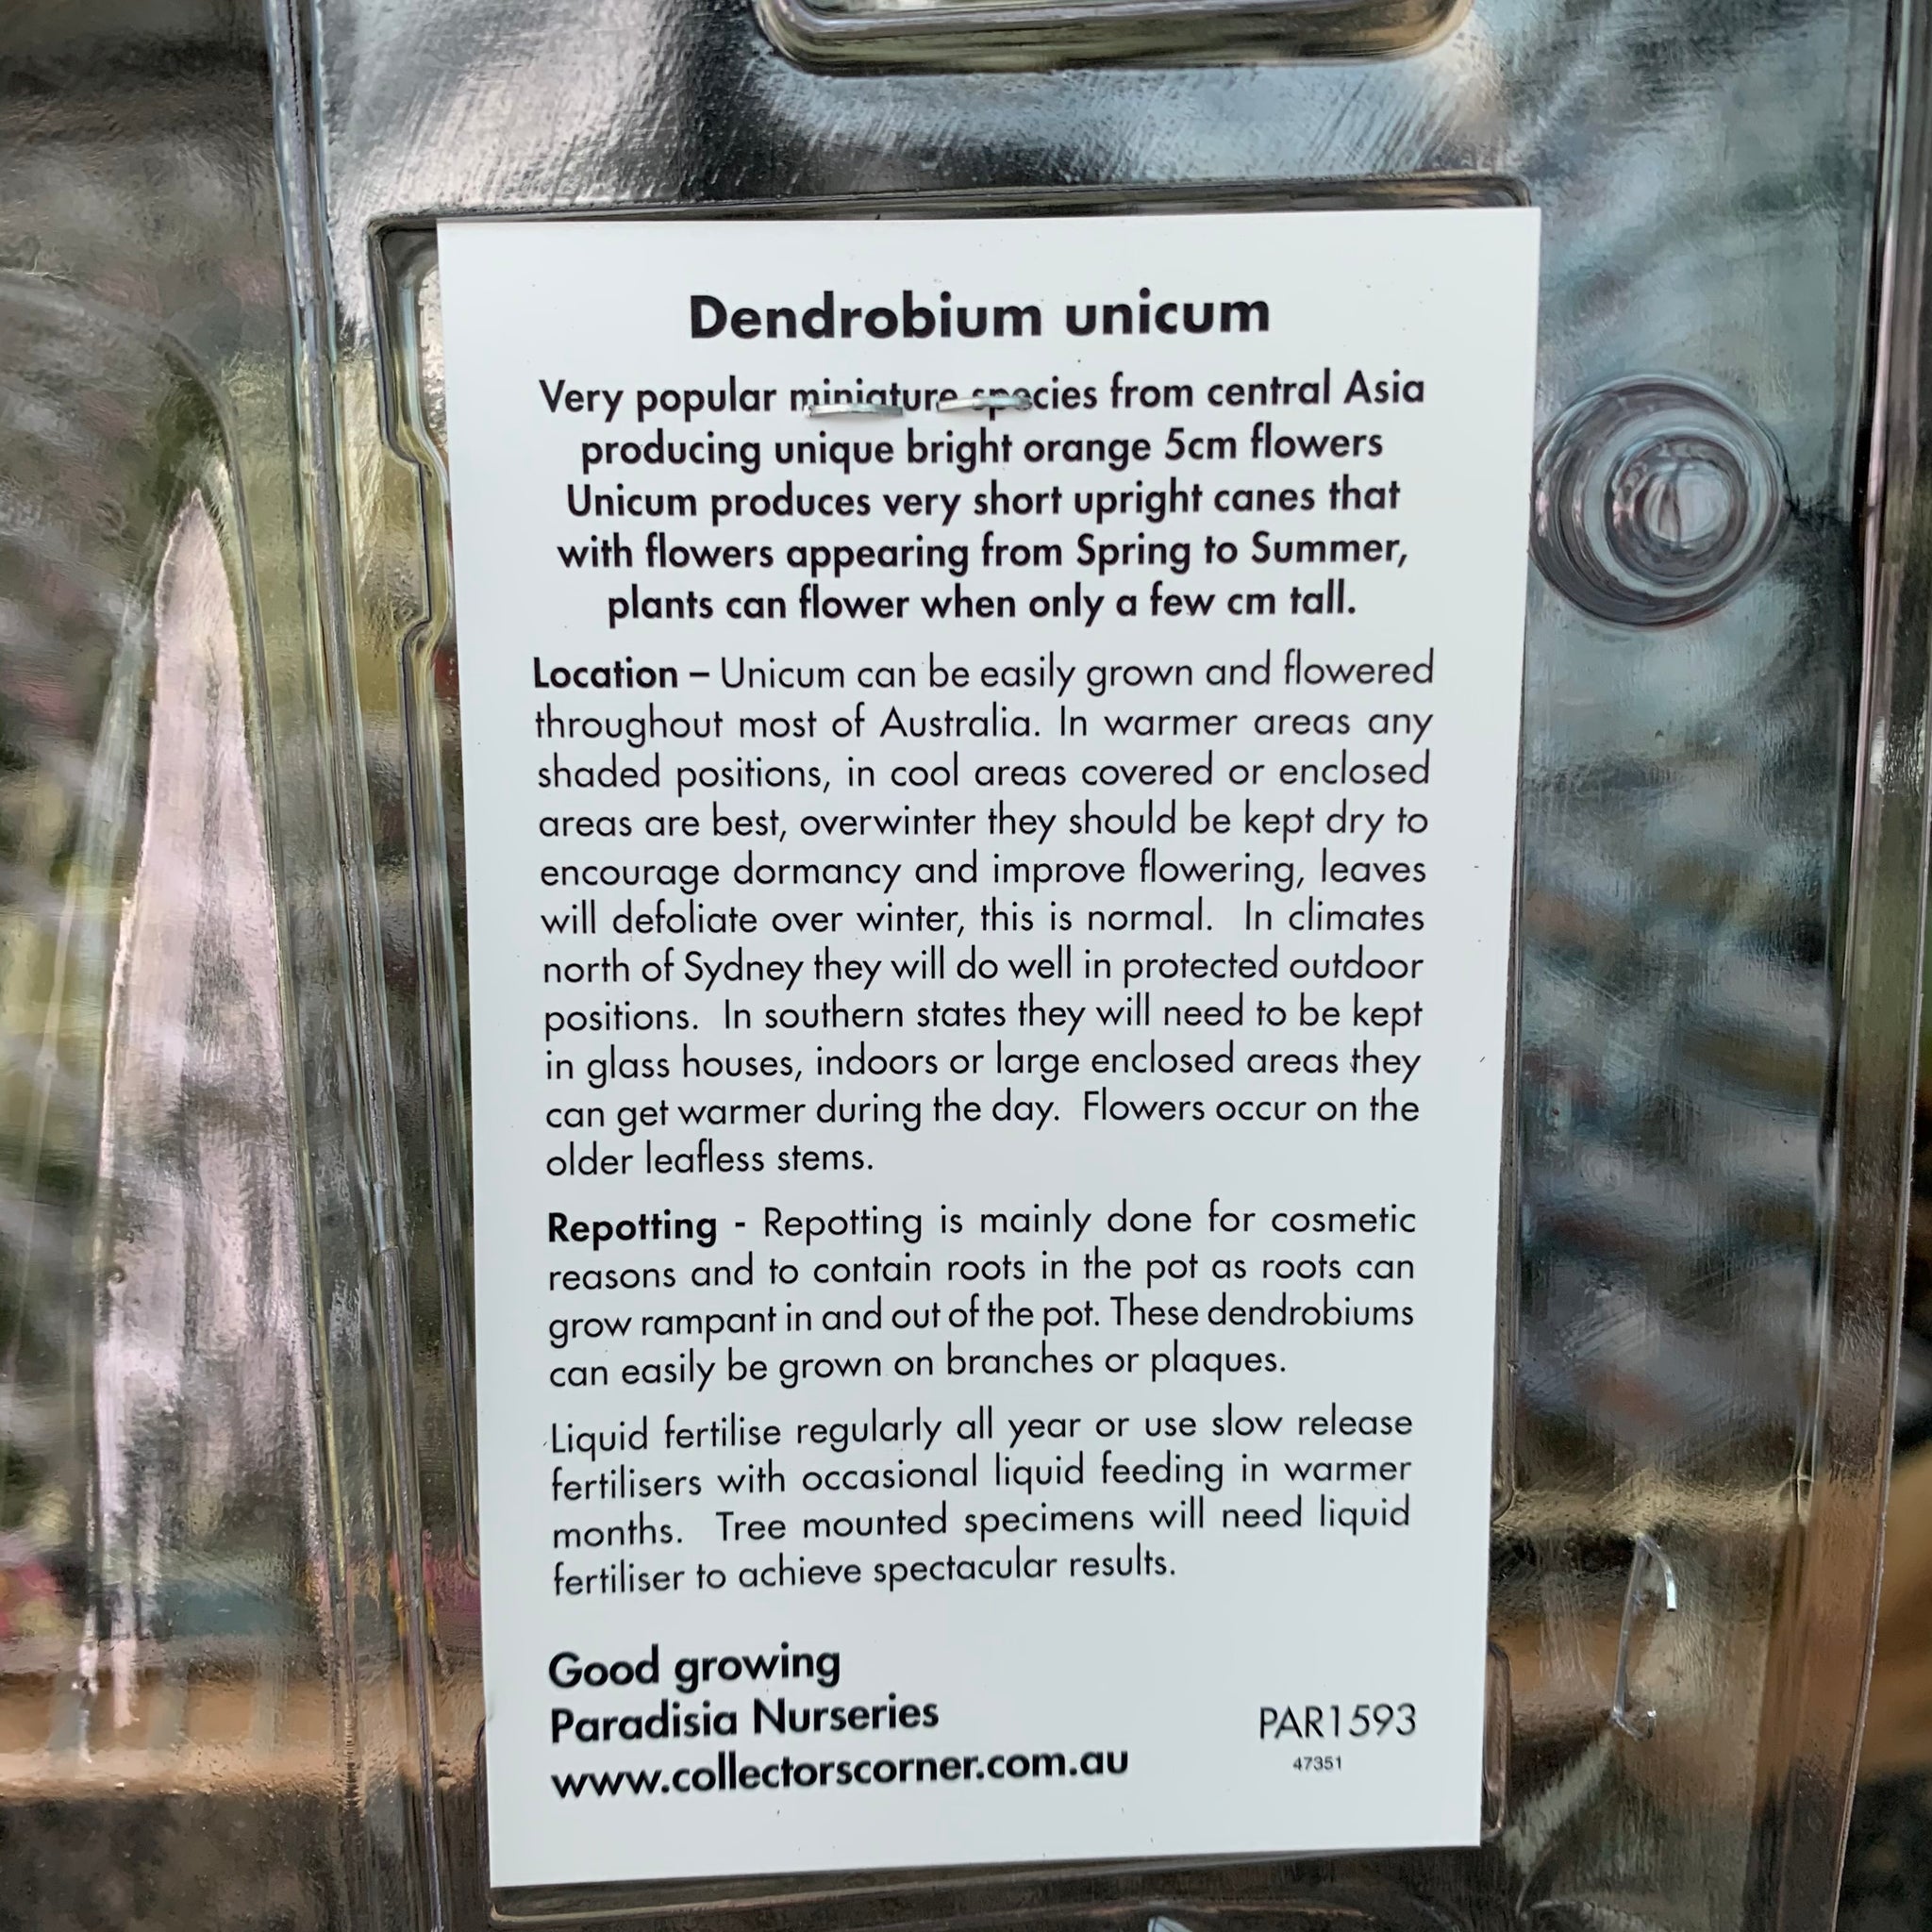 Dendrobium unicum
Very popular miniature species from central Asia
producing unique bright orange 5cm flowers
Unicum produces very short upright canes that
with flowers appearing from Spring to Summer,
plants can flower when only a few cm tall.
Location – Unicum can be easily grown and flowered
throughout most of Australia. In warmer areas any
shaded positions, in cool areas covered or enclosed
areas are best, overwinter they should be kept dry to
encourage dormancy and improve flowering, leaves
will defoliate over winter, this is normal. In climates
north of Sydney they will do well in protected outdoor
positions. In southern states they will need to be kept
in glass houses, indoors or large enclosed areas they
can get warmer during the day. Flowers occur on the
older leafless stems.
Repotting - Repotting is mainly done for cosmetic
reasons and to contain roots in the pot as roots can
grow rampant in and out of the pot. These dendrobiums
can easily be grown on branches or plaques.
Liquid fertilise regularly all year or use slow release
fertilisers with occasional liquid feeding in warmer
months. Tree mounted specimens will need liquid
fertiliser to achieve spectacular results.
Good growing
Paradisia Nurseries
www.collectorscorner.com.au
PAR1593
47351